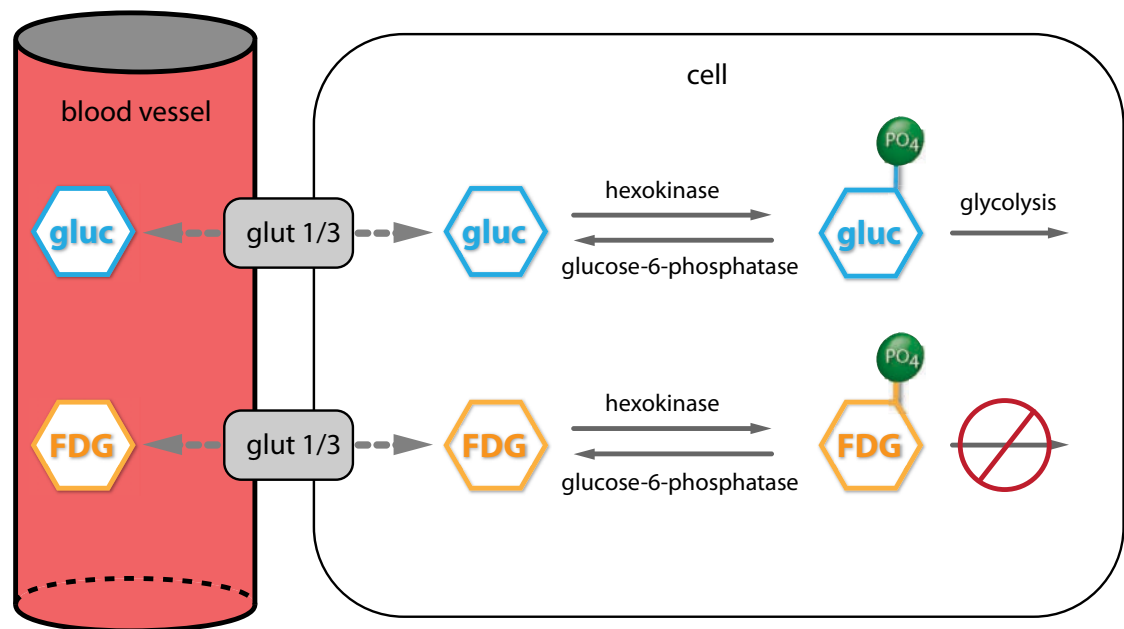 cell
blood vessel
PO4
hexokinase
glycolysis
gluc
glut 1/3
gluc
gluc
glucose-6-phosphatase
PO4
hexokinase
FDG
glut 1/3
FDG
FDG
glucose-6-phosphatase